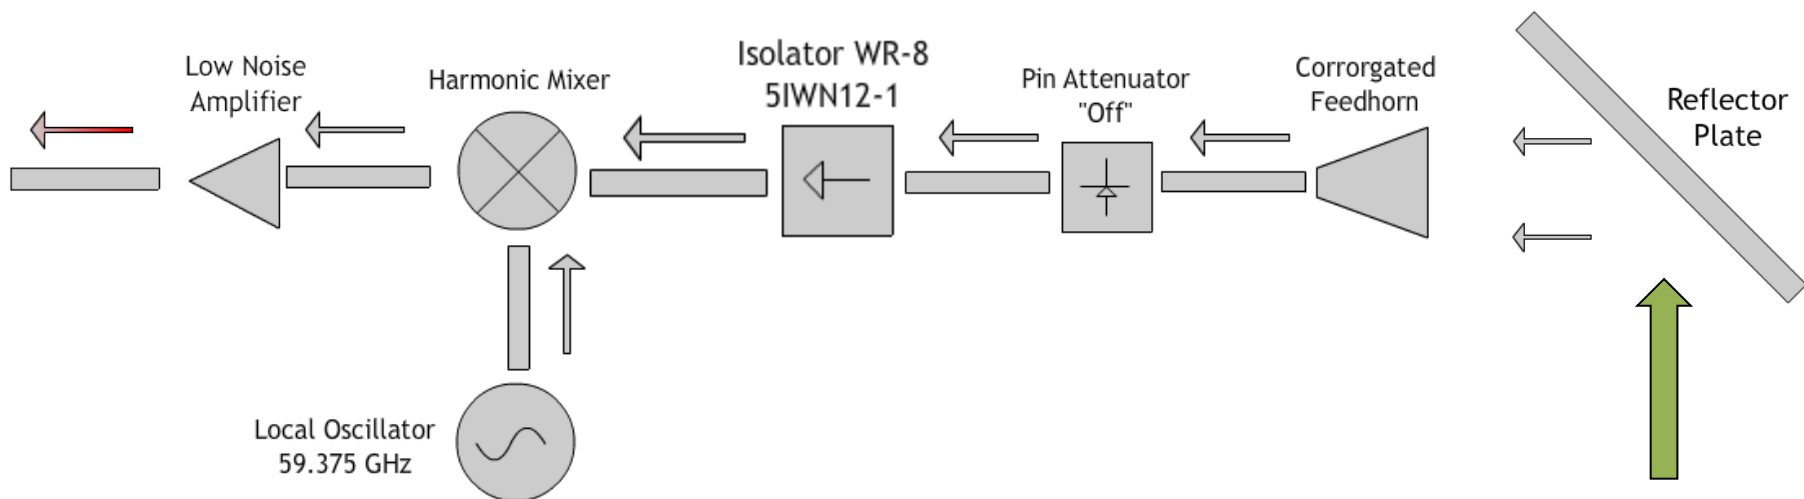 Low Noise
Amplifier
Harmonic Mixer
Isolator WR-8
5IWN12-1
Pin Attenuator
"Off"
Corrorgated
Feedhorn
Reflector
Plate
Local Oscillator
59.375 GHz